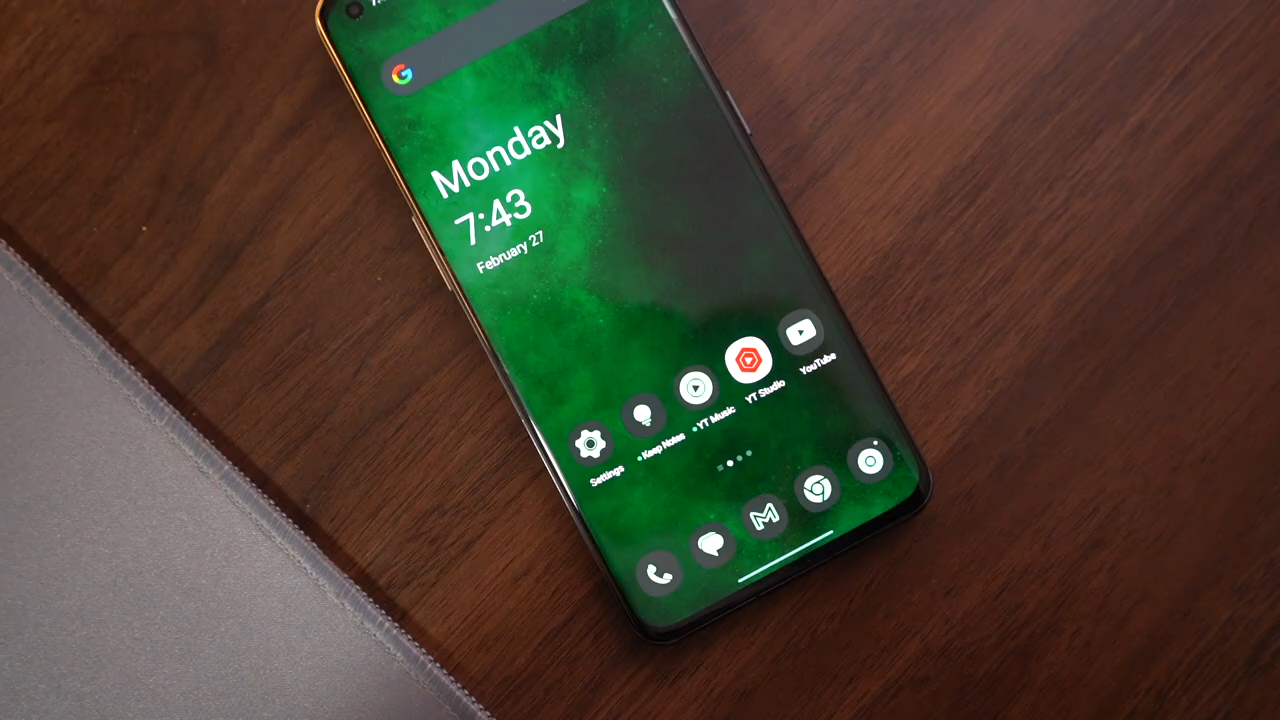 Monday
7:43
February 27
Settings
Keep Notes
YT Music
YT Studio
YouTube